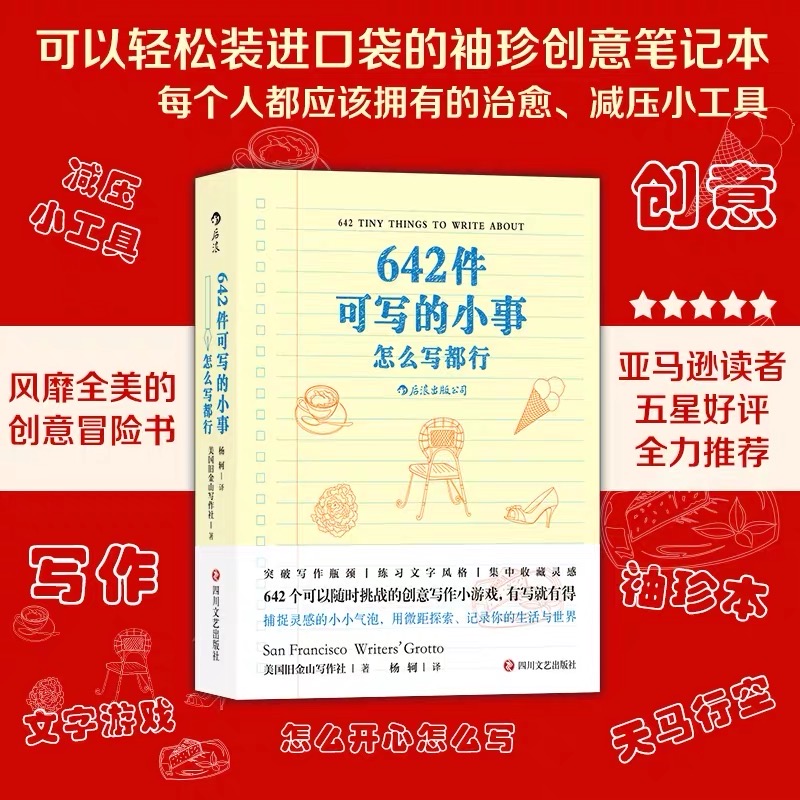 可以轻松装进口袋的袖珍创意笔记本
每个人都应该拥有的治愈、减压小工具
减压
小工具
创意
风靡全美的
创意冒险书
亚马逊读者
五星好评
全力推荐
写作
袖珍本
文字游戏
怎么开心怎么写
天马行空
后浪
642件可写的小事
怎么写都行
美国旧金山写作社 著
杨轲 译
四川文艺出版社
642 TINY THINGS TO WRITE ABOUT
642件
可写的小事
怎么写都行
后浪出版公司
突破写作瓶颈 | 练习文字风格 | 集中收藏灵感
642个可以随时挑战的创意写作小游戏,有写就有得
捕捉灵感的小小气泡,用微距探索、记录你的生活与世界
San Francisco Writers' Grotto
美国旧金山写作社 | 著 杨轲 | 译
四川文艺出版社